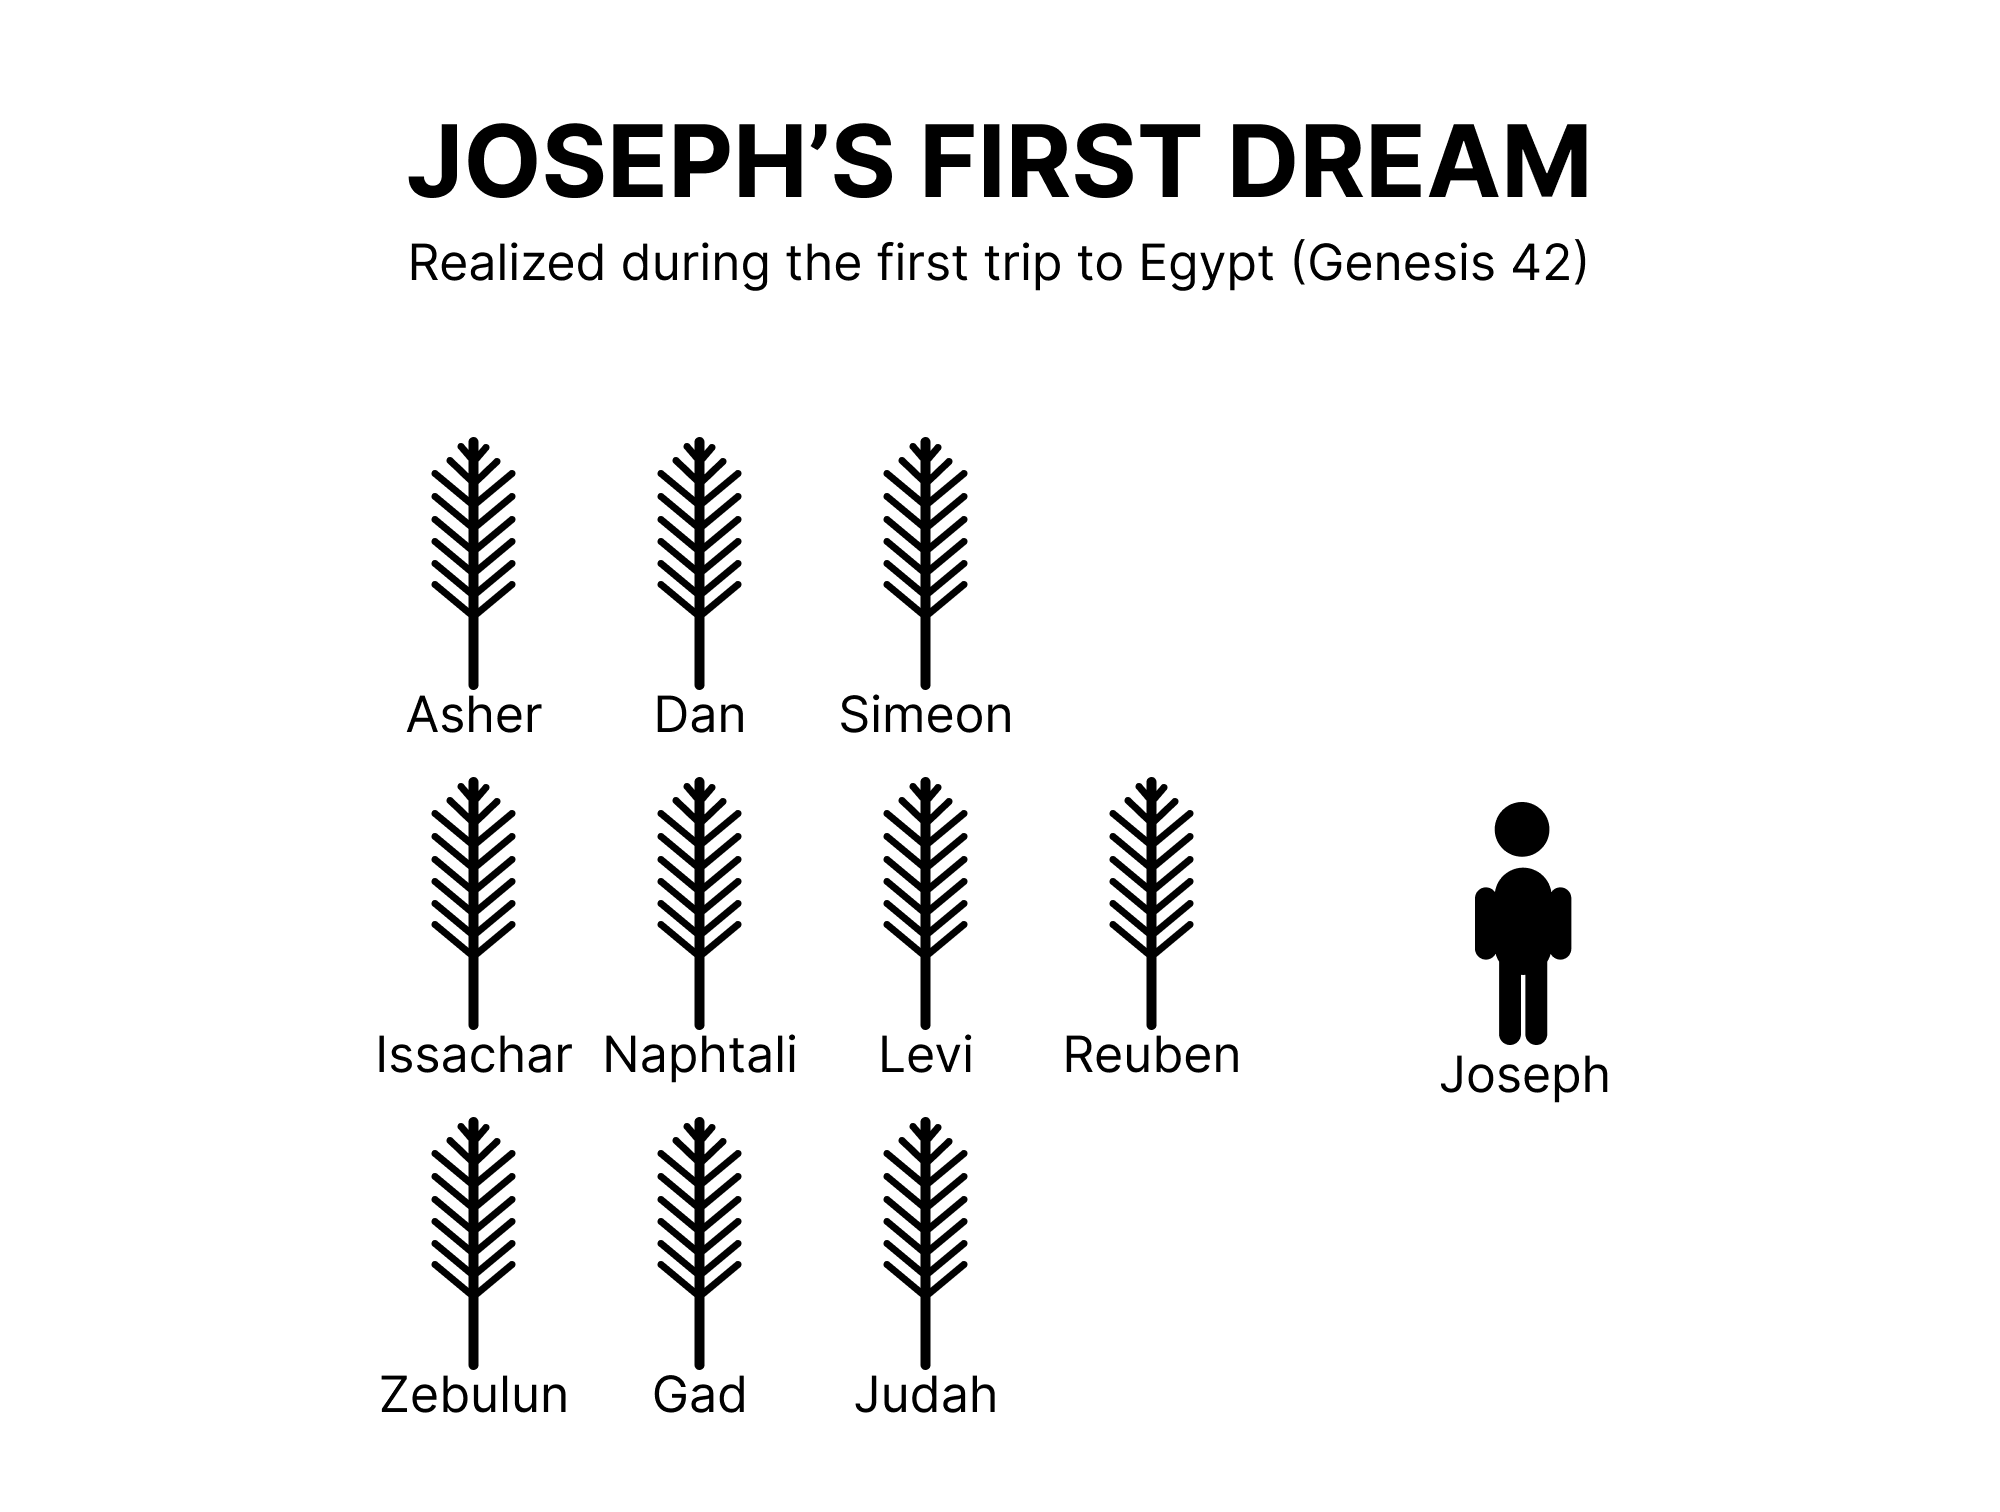 JOSEPH’S FIRST DREAM
Realized during the first trip to Egypt (Genesis 42)
Asher Dan Simeon
Issachar Naphtali Levi Reuben
Joseph
Zebulun Gad Judah